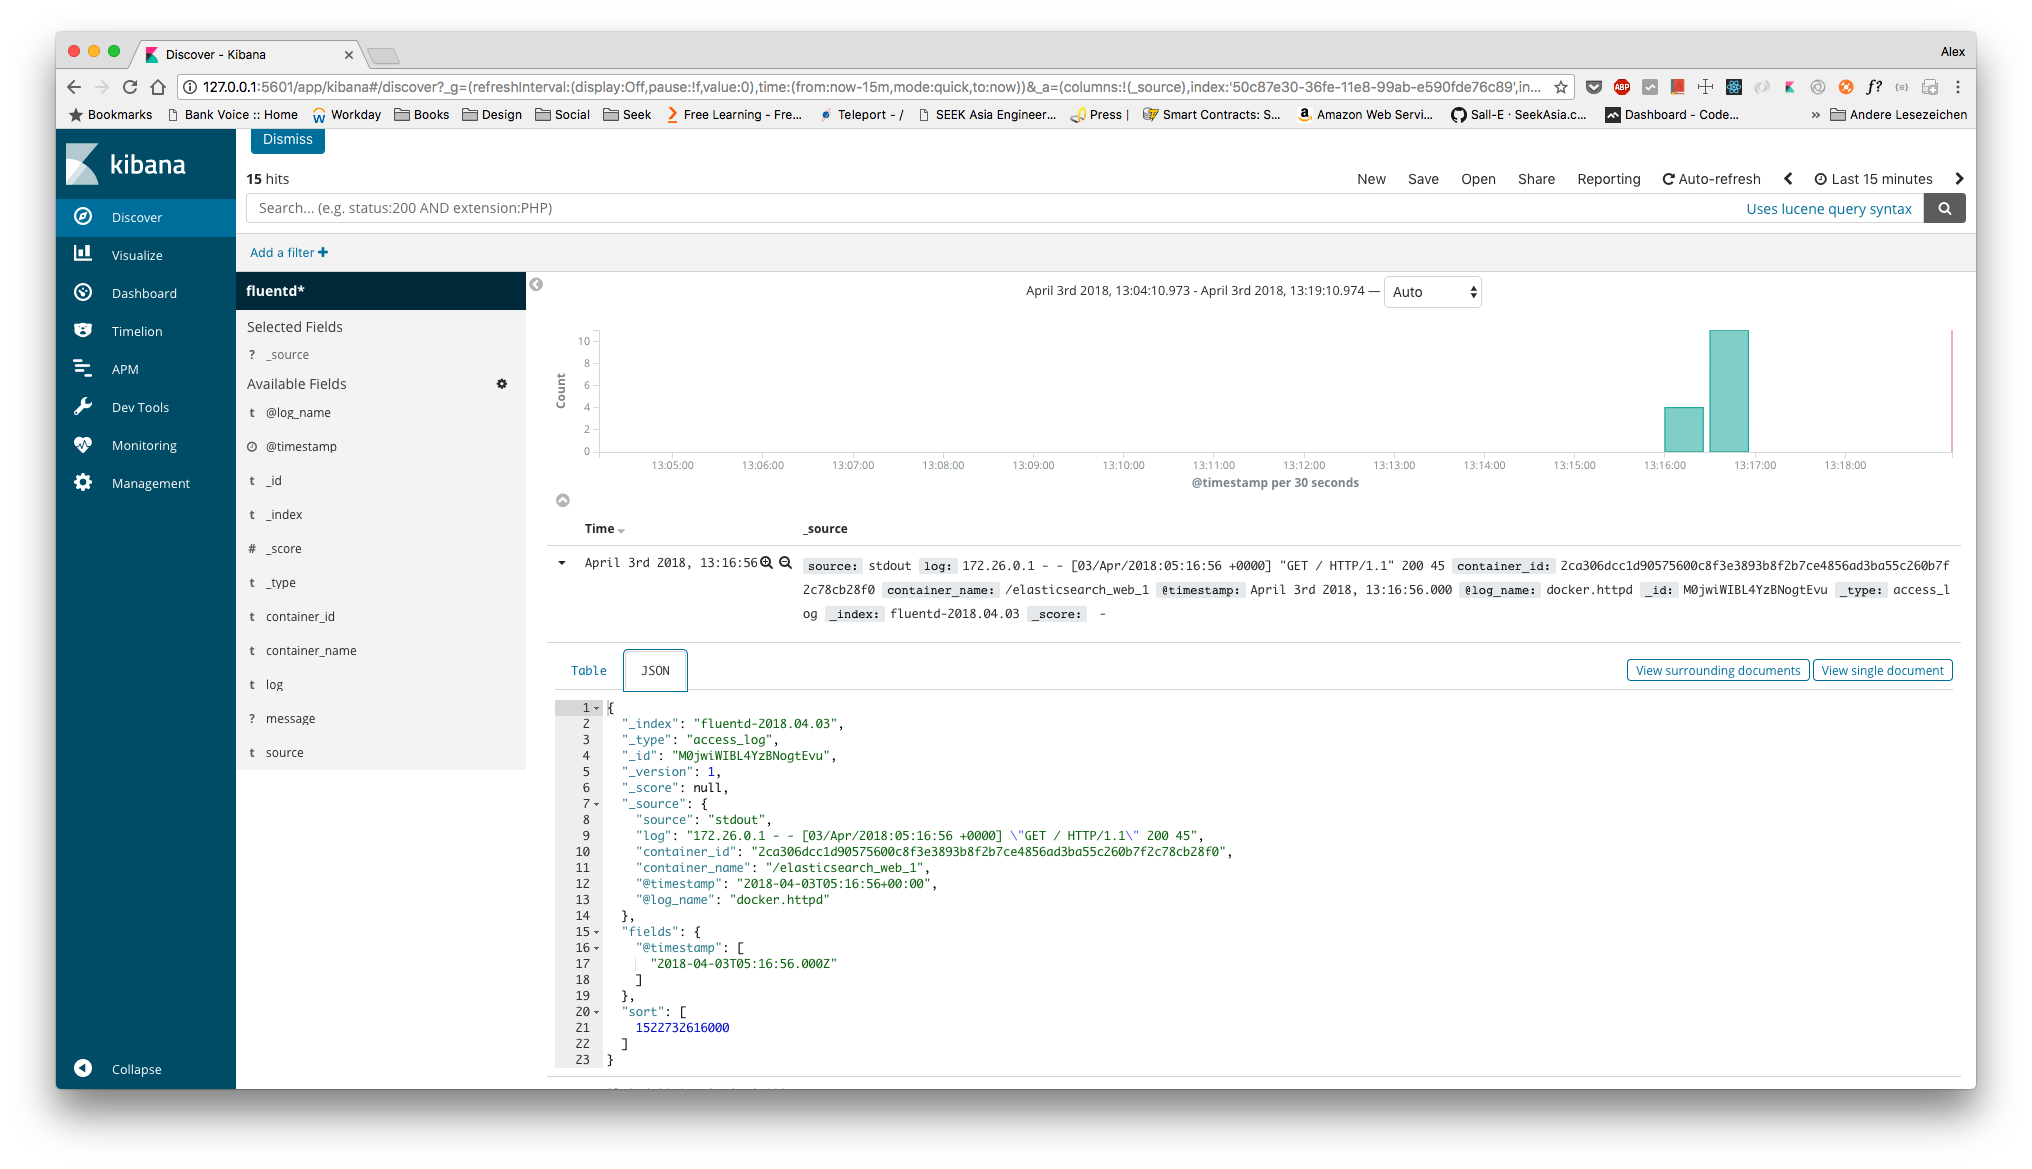 Discover - Kibana
Alex
127.0.0.1:5601/app/kibana#/discover?_g=(refreshInterval:(display:Off,pause:!f,value:0),time:(from:now-15m,mode:quick,to:now))&_a=(columns:!(_source),index:'50c87e30-36fe-11e8-99ab-e590fde76c89',in...
ABP
f?
Bookmarks Bank Voice :: Home Workday Books Design Social Seek Free Learning - Fre... Teleport - / SEEK Asia Engineer... Press | Smart Contracts: S... Amazon Web Servi... Sall-E · SeekAsia.c... Dashboard - Code... » Andere Lesezeichen
kibana
Discover
Visualize
Dashboard
Timelion
APM
Dev Tools
Monitoring
Management
Collapse
Dismiss
15 hits
New Save Open Share Reporting Auto-refresh Last 15 minutes
Search... (e.g. status:200 AND extension:PHP)
Uses lucene query syntax
Add a filter +
fluentd*
Selected Fields
? _source
Available Fields
t @log_name
@timestamp
t _id
t _index
# _score
t _type
t container_id
t container_name
t log
? message
t source
April 3rd 2018, 13:04:10.973 - April 3rd 2018, 13:19:10.974 — Auto
Count
10
8
6
4
2
0
13:05:00 13:06:00 13:07:00 13:08:00 13:09:00 13:10:00 13:11:00 13:12:00 13:13:00 13:14:00 13:15:00 13:16:00 13:17:00 13:18:00
@timestamp per 30 seconds
Time _source
April 3rd 2018, 13:16:56
source: stdout log: 172.26.0.1 - - [03/Apr/2018:05:16:56 +0000] "GET / HTTP/1.1" 200 45 container_id: 2ca306dcc1d90575600c8f3e3893b8f2b7ce4856ad3ba55c260b7f
2c78cb28f0 container_name: /elasticsearch_web_1 @timestamp: April 3rd 2018, 13:16:56.000 @log_name: docker.httpd _id: M0jwiWIBL4YzBNogtEvu _type: access_l
og _index: fluentd-2018.04.03 _score: -
Table JSON
View surrounding documents View single document
1 {
2 "_index": "fluentd-2018.04.03",
3 "_type": "access_log",
4 "_id": "M0jwiWIBL4YzBNogtEvu",
5 "_version": 1,
6 "_score": null,
7 "_source": {
8 "source": "stdout",
9 "log": "172.26.0.1 - - [03/Apr/2018:05:16:56 +0000] \"GET / HTTP/1.1\" 200 45",
10 "container_id": "2ca306dcc1d90575600c8f3e3893b8f2b7ce4856ad3ba55c260b7f2c78cb28f0",
11 "container_name": "/elasticsearch_web_1",
12 "@timestamp": "2018-04-03T05:16:56+00:00",
13 "@log_name": "docker.httpd"
14 },
15 "fields": {
16 "@timestamp": [
17 "2018-04-03T05:16:56.000Z"
18 ]
19 },
20 "sort": [
21 1522732616000
22 ]
23 }